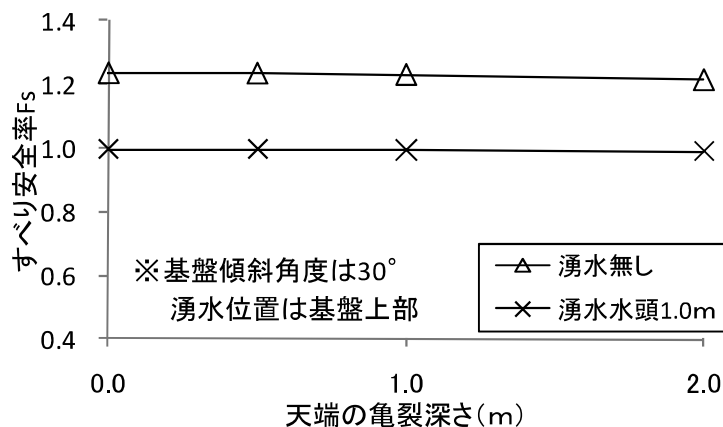 すべり安全率Fs
1.4
1.2
1.0
0.8
0.6
0.4
※基盤傾斜角度は30°
湧水位置は基盤上部
湧水無し
湧水水頭1.0m
0.0
1.0
2.0
天端の亀裂深さ(m)